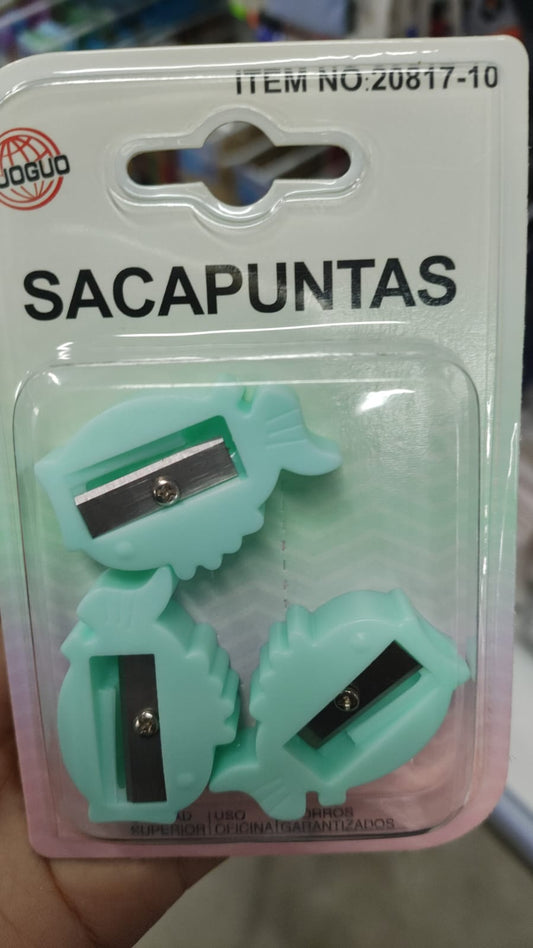 ITEM NO:20817-10
JOGUO
SACAPUNTAS
USO
SUPERIOR OFICINA GARANTIZADOS